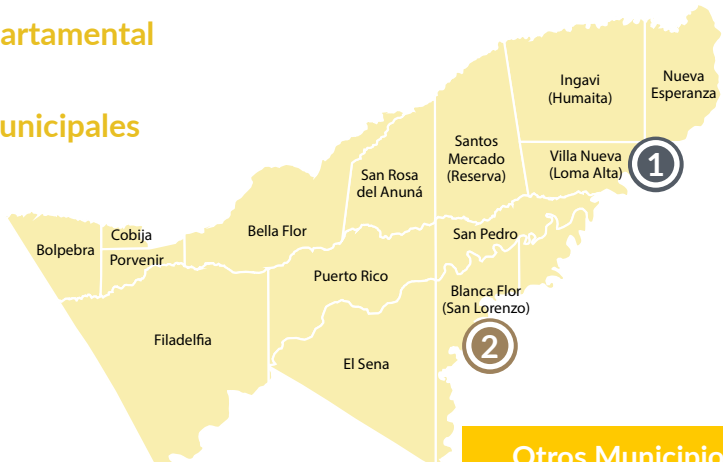 artamental
unicipales
Ingavi
(Humaita)
Nueva
Esperanza
Santos
Mercado
(Reserva)
Villa Nueva
(Loma Alta)
1
San Rosa
del Anuná
Cobija
Bella Flor
San Pedro
Bolpebra
Porvenir
Puerto Rico
Blanca Flor
(San Lorenzo)
Filadelfia
2
El Sena
Otros Municipio